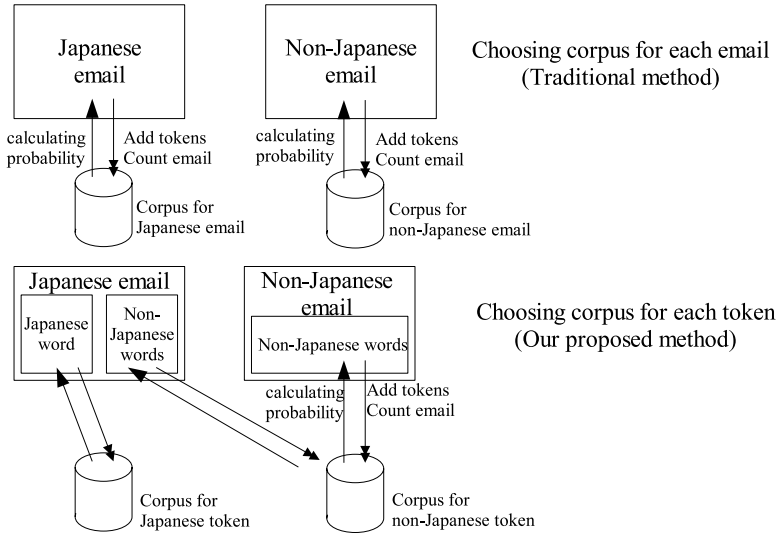 Japanese
email
Non-Japanese
email
Choosing corpus for each email
(Traditional method)
calculating
probability
Add tokens
Count email
calculating
probability
Add tokens
Count email
Corpus for
Japanese email
Corpus for
non-Japanese email
Japanese email
Japanese
word
Non-
Japanese
words
Non-Japanese
email
Non-Japanese words
Choosing corpus for each token
(Our proposed method)
calculating
probability
Add tokens
Count email
Corpus for
Japanese token
Corpus for
non-Japanese token